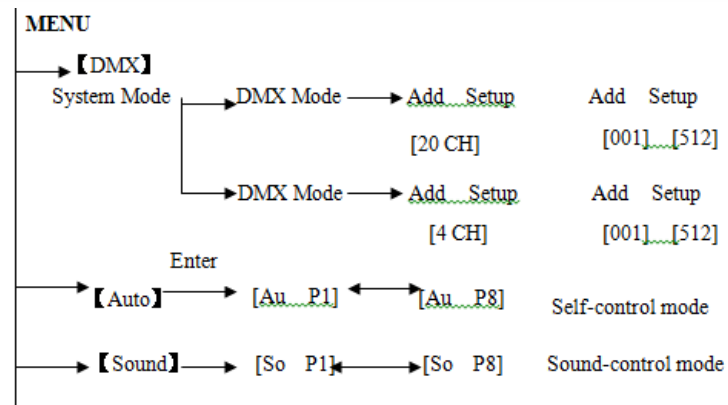 MENU
【DMX】
System Mode DMX Mode Add Setup Add Setup
[20 CH] [001] [512]
DMX Mode Add Setup Add Setup
[4 CH] [001] [512]
Enter
【Auto】 [Au P1] [Au P8] Self-control mode
【Sound】 [So P1] [So P8] Sound-control mode